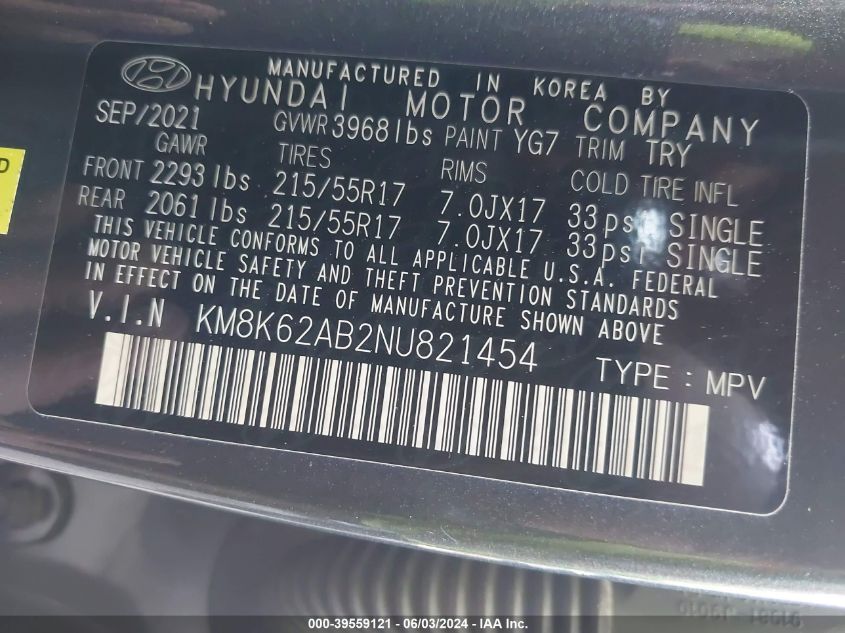 MANUFACTURED IN KOREA BY
HYUNDAI MOTOR COMPANY
SEP/2021 GVWR 3968 lbs PAINT YG7 TRIM TRY
GAWR TIRES RIMS COLD TIRE INFL
FRONT 2293 lbs 215/55R17 7.0JX17 33 psi SINGLE
REAR 2061 lbs 215/55R17 7.0JX17 33 psi SINGLE
THIS VEHICLE CONFORMS TO ALL APPLICABLE U.S.A. FEDERAL
MOTOR VEHICLE SAFETY AND THEFT PREVENTION STANDARDS
IN EFFECT ON THE DATE OF MANUFACTURE SHOWN ABOVE
V.I.N KM8K62AB2NU821454 TYPE : MPV
D
000-39559121 - 06/03/2024 - IAA Inc.